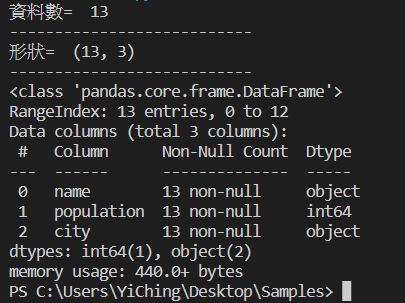 資料數=  13
---------------------------
形狀=  (13, 3)
---------------------------
<class 'pandas.core.frame.DataFrame'>
RangeIndex: 13 entries, 0 to 12
Data columns (total 3 columns):
 #   Column      Non-Null Count  Dtype
---  ------      --------------  -----
 0   name        13 non-null     object
 1   population  13 non-null     int64
 2   city        13 non-null     object
dtypes: int64(1), object(2)
memory usage: 440.0+ bytes
PS C:\Users\YiChing\Desktop\Samples>